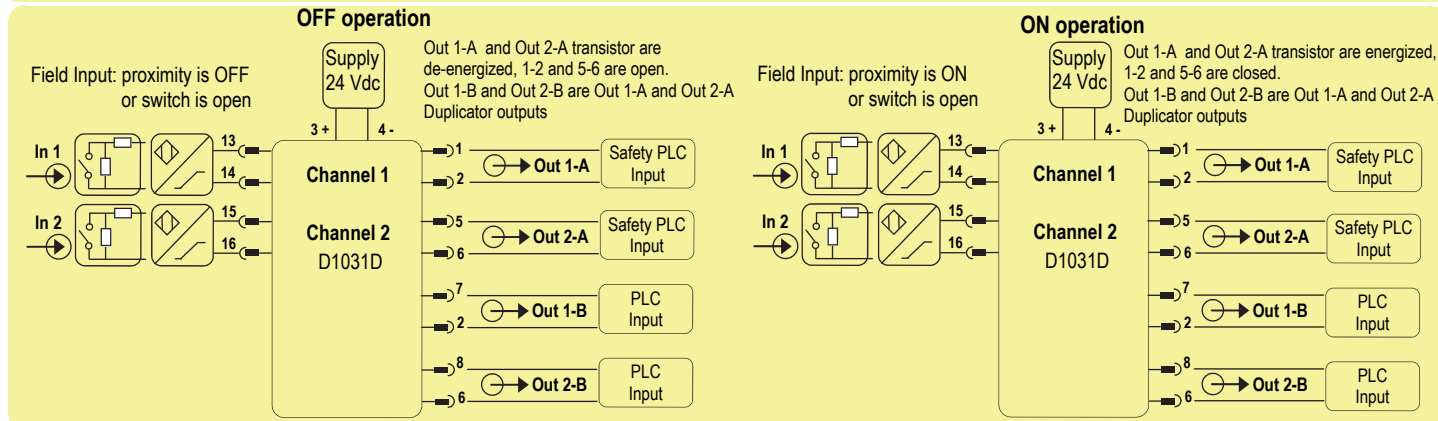 OFF operation
Field Input: proximity is OFF
or switch is open
Supply
24 Vdc
Out 1-A and Out 2-A transistor are
de-energized, 1-2 and 5-6 are open.
Out 1-B and Out 2-B are Out 1-A and Out 2-A
Duplicator outputs
3 +
4 -
In 1
13
14
Channel 1
1
2
Out 1-A
Safety PLC
Input
In 2
15
16
Channel 2
D1031D
5
6
Out 2-A
Safety PLC
Input
7
2
Out 1-B
PLC
Input
8
6
Out 2-B
PLC
Input
ON operation
Field Input: proximity is ON
or switch is open
Supply
24 Vdc
Out 1-A and Out 2-A transistor are energized,
1-2 and 5-6 are closed.
Out 1-B and Out 2-B are Out 1-A and Out 2-A
Duplicator outputs
3 +
4 -
In 1
13
14
Channel 1
1
2
Out 1-A
Safety PLC
Input
In 2
15
16
Channel 2
D1031D
5
6
Out 2-A
Safety PLC
Input
7
2
Out 1-B
PLC
Input
8
6
Out 2-B
PLC
Input